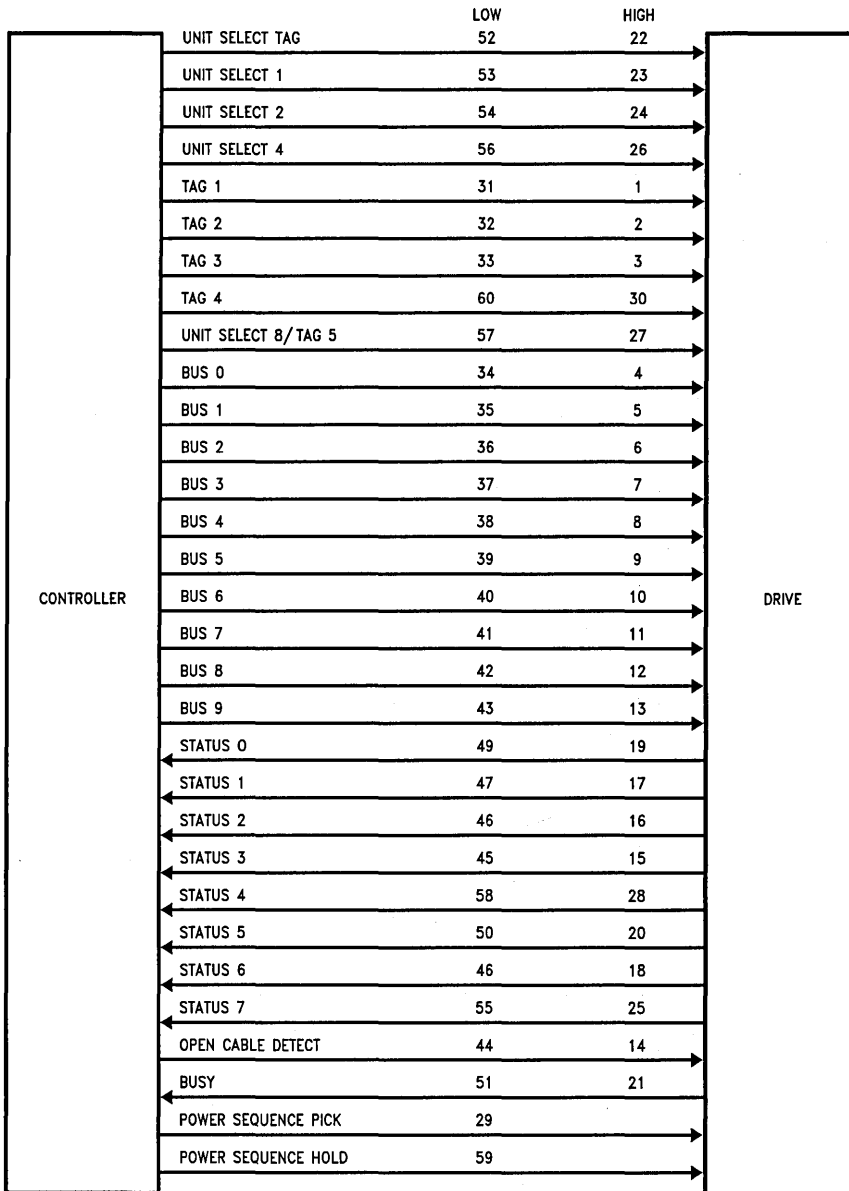 LOW HIGH
UNIT SELECT TAG 52 22
UNIT SELECT 1 53 23
UNIT SELECT 2 54 24
UNIT SELECT 4 56 26
TAG 1 31 1
TAG 2 32 2
TAG 3 33 3
TAG 4 60 30
UNIT SELECT 8/TAG 5 57 27
BUS 0 34 4
BUS 1 35 5
BUS 2 36 6
BUS 3 37 7
BUS 4 38 8
BUS 5 39 9
CONTROLLER BUS 6 40 10 DRIVE
BUS 7 41 11
BUS 8 42 12
BUS 9 43 13
STATUS 0 49 19
STATUS 1 47 17
STATUS 2 46 16
STATUS 3 45 15
STATUS 4 58 28
STATUS 5 50 20
STATUS 6 46 18
STATUS 7 55 25
OPEN CABLE DETECT 44 14
BUSY 51 21
POWER SEQUENCE PICK 29
POWER SEQUENCE HOLD 59